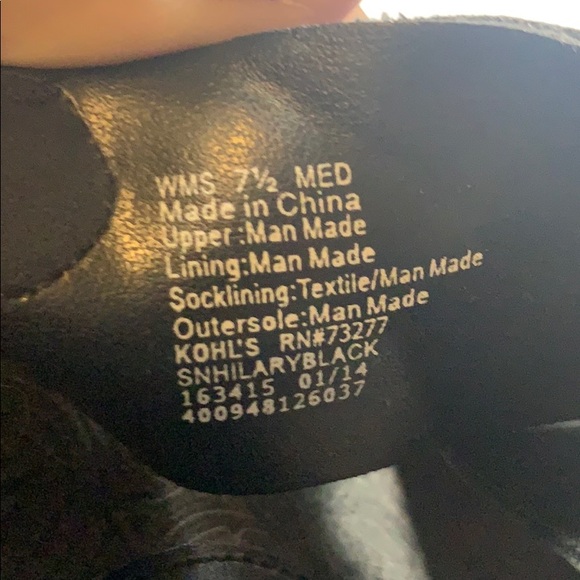 WMS 7½ MED
Made in China
Upper:Man Made
Lining:Man Made
Socklining:Textile/Man Made
Outersole:Man Made
KOHL'S RN#73277
SNHILARYBLACK
163415 01/14
400948126037